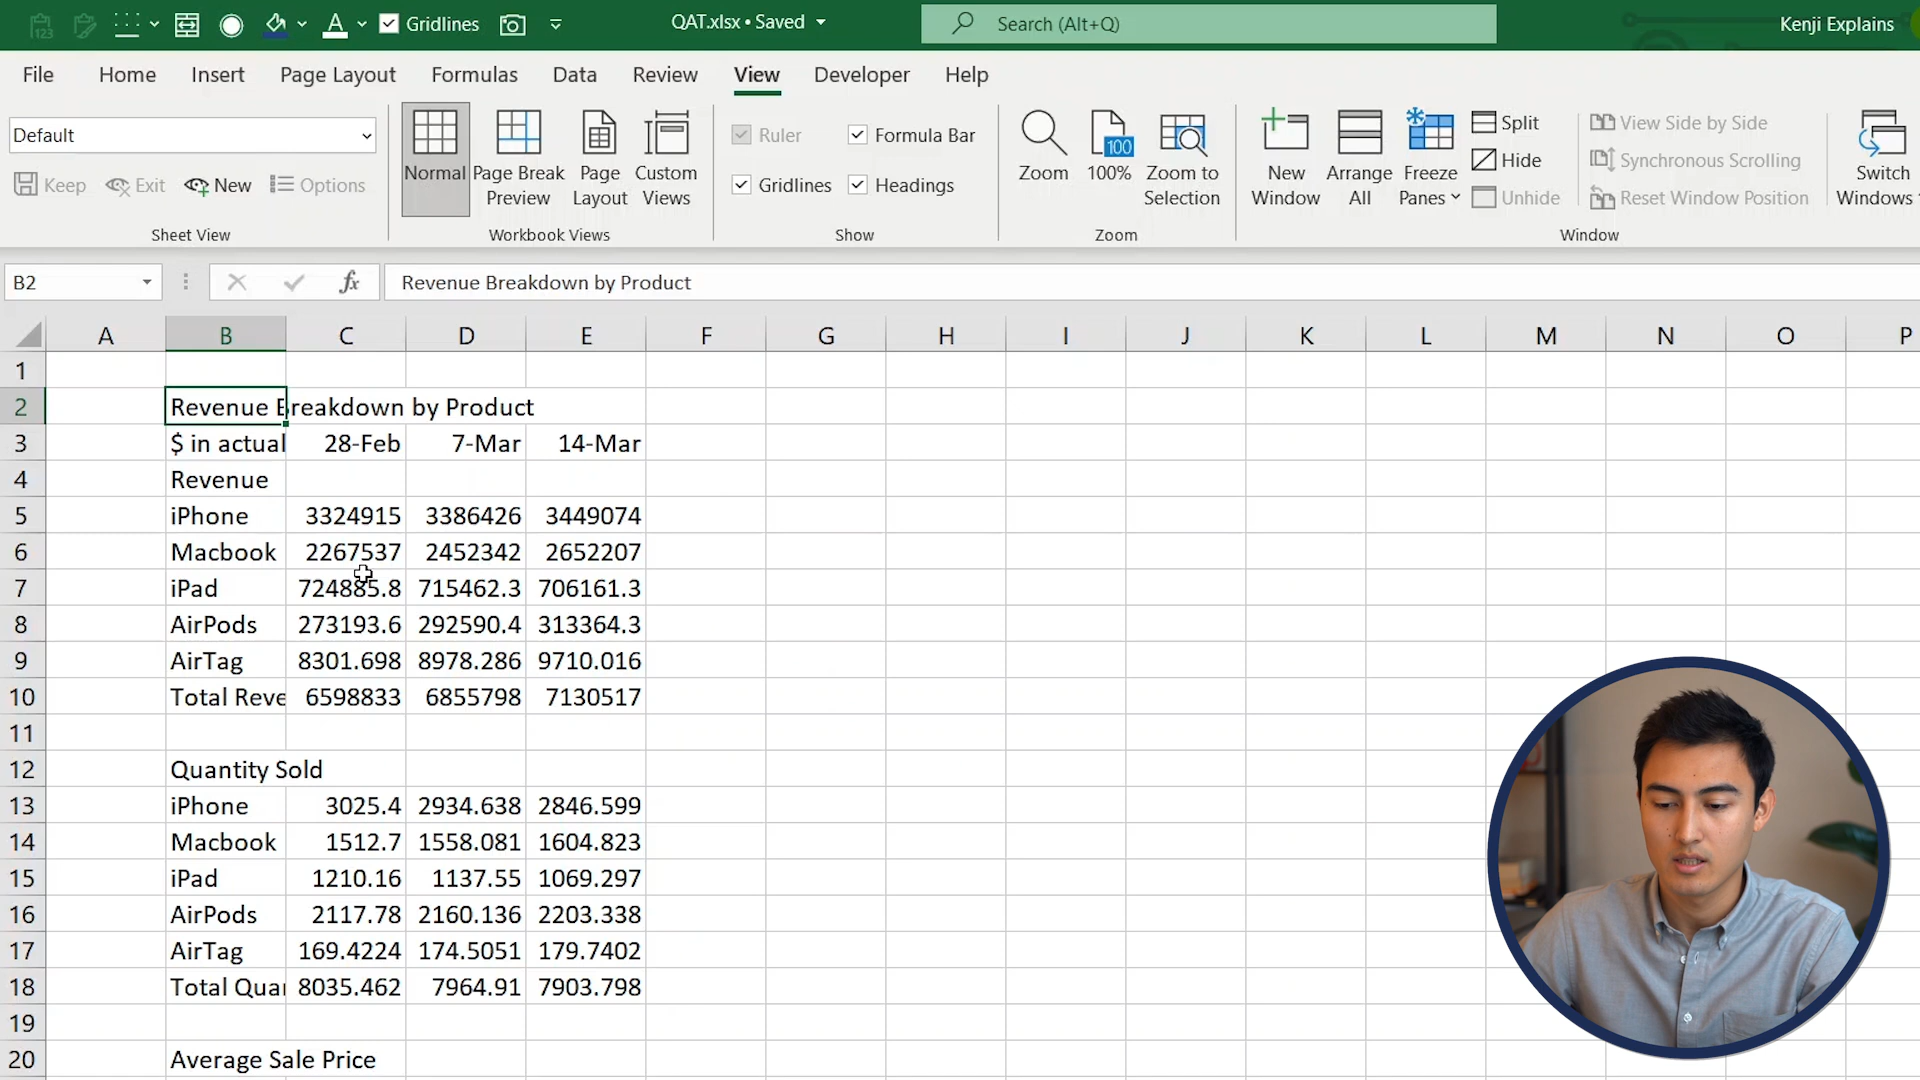 A Gridlines QAT.xlsx • Saved Search (Alt+Q) Kenji Explains
File Home Insert Page Layout Formulas Data Review View Developer Help
Default
Keep Exit New Options
Sheet View
Normal Page Break Preview Page Layout Custom Views
Workbook Views
Ruler Formula Bar
Gridlines Headings
Show
Zoom 100 100% Zoom to Selection
Zoom
New Window Arrange All Freeze Panes
Split
Hide
Unhide
View Side by Side
Synchronous Scrolling
Reset Window Position
Switch Windows
Window
B2 fx Revenue Breakdown by Product
A B C D E F G H I J K L M N O P
1
2 Revenue Breakdown by Product
3 $ in actual 28-Feb 7-Mar 14-Mar
4 Revenue
5 iPhone 3324915 3386426 3449074
6 Macbook 2267537 2452342 2652207
7 iPad 724885.8 715462.3 706161.3
8 AirPods 273193.6 292590.4 313364.3
9 AirTag 8301.698 8978.286 9710.016
10 Total Reve 6598833 6855798 7130517
11
12 Quantity Sold
13 iPhone 3025.4 2934.638 2846.599
14 Macbook 1512.7 1558.081 1604.823
15 iPad 1210.16 1137.55 1069.297
16 AirPods 2117.78 2160.136 2203.338
17 AirTag 169.4224 174.5051 179.7402
18 Total Quar 8035.462 7964.91 7903.798
19
20 Average Sale Price